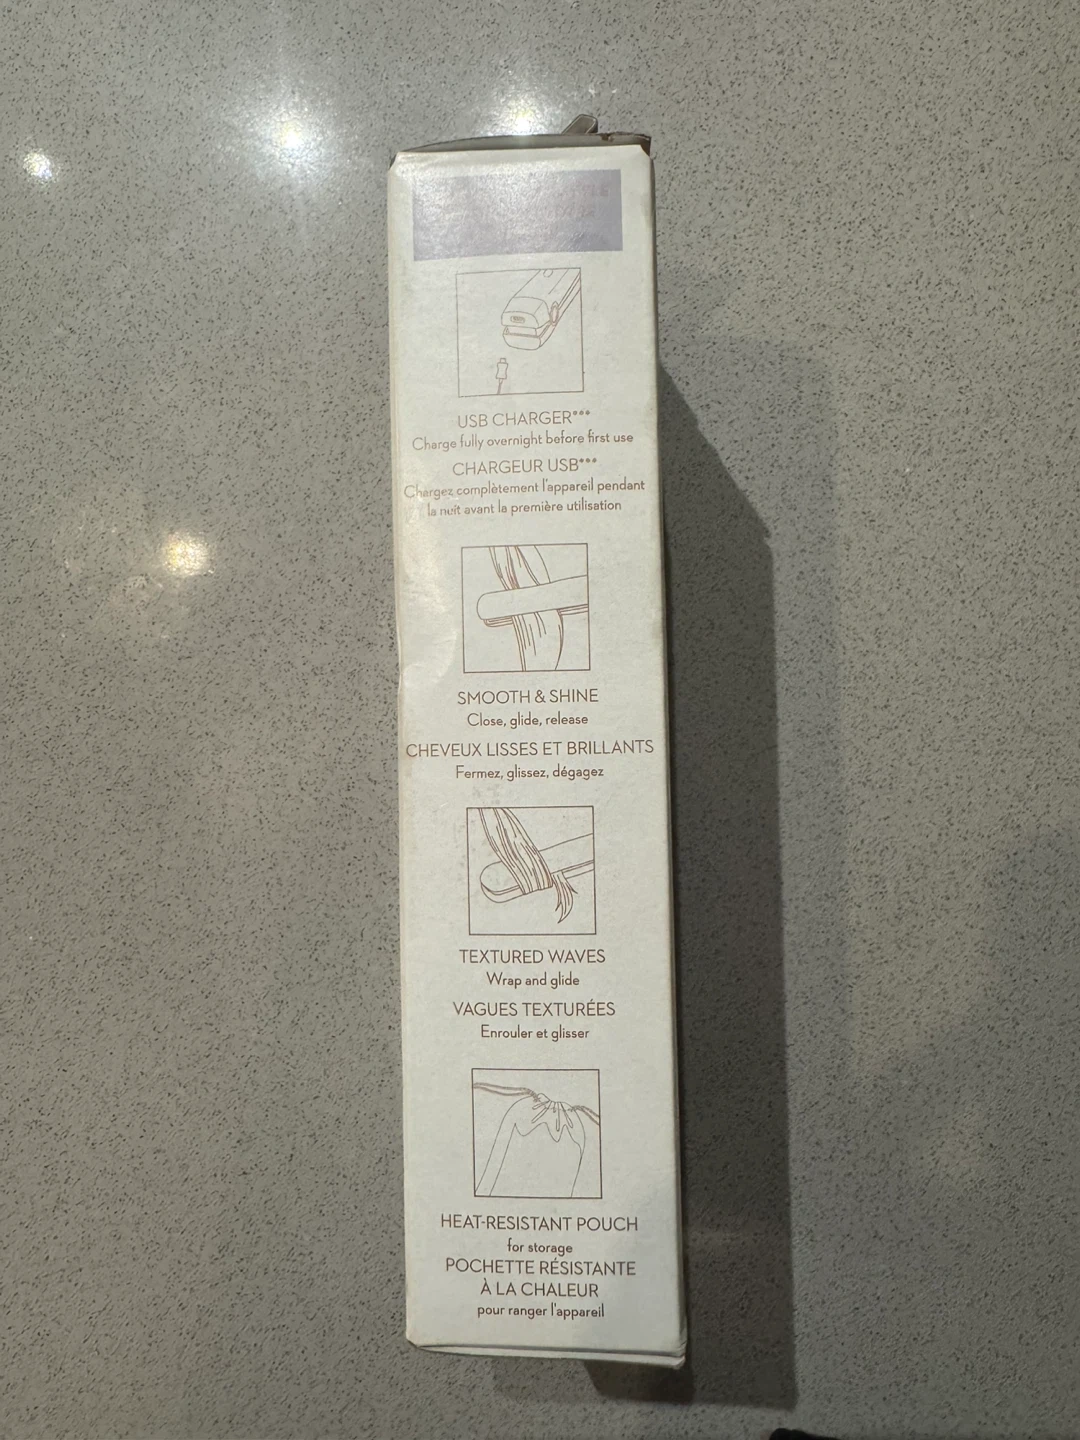 USB CHARGER***
Charge fully overnight before first use
CHARGEUR USB***
Chargez complètement l'appareil pendant
la nuit avant la première utilisation
SMOOTH & SHINE
Close, glide, release
CHEVEUX LISSES ET BRILLANTS
Fermez, glissez, dégagez
TEXTURED WAVES
Wrap and glide
VAGUES TEXTURÉES
Enrouler et glisser
HEAT-RESISTANT POUCH
for storage
POCHETTE RÉSISTANTE
À LA CHALEUR
pour ranger l'appareil